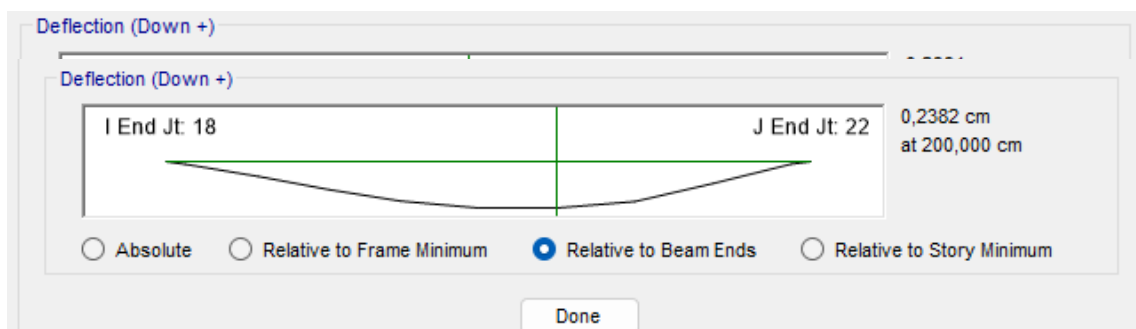 Deflection (Down +)
Deflection (Down +)
I End Jt: 18
J End Jt: 22
0,2382 cm
at 200,000 cm
Absolute
Relative to Frame Minimum
Relative to Beam Ends
Relative to Story Minimum
Done